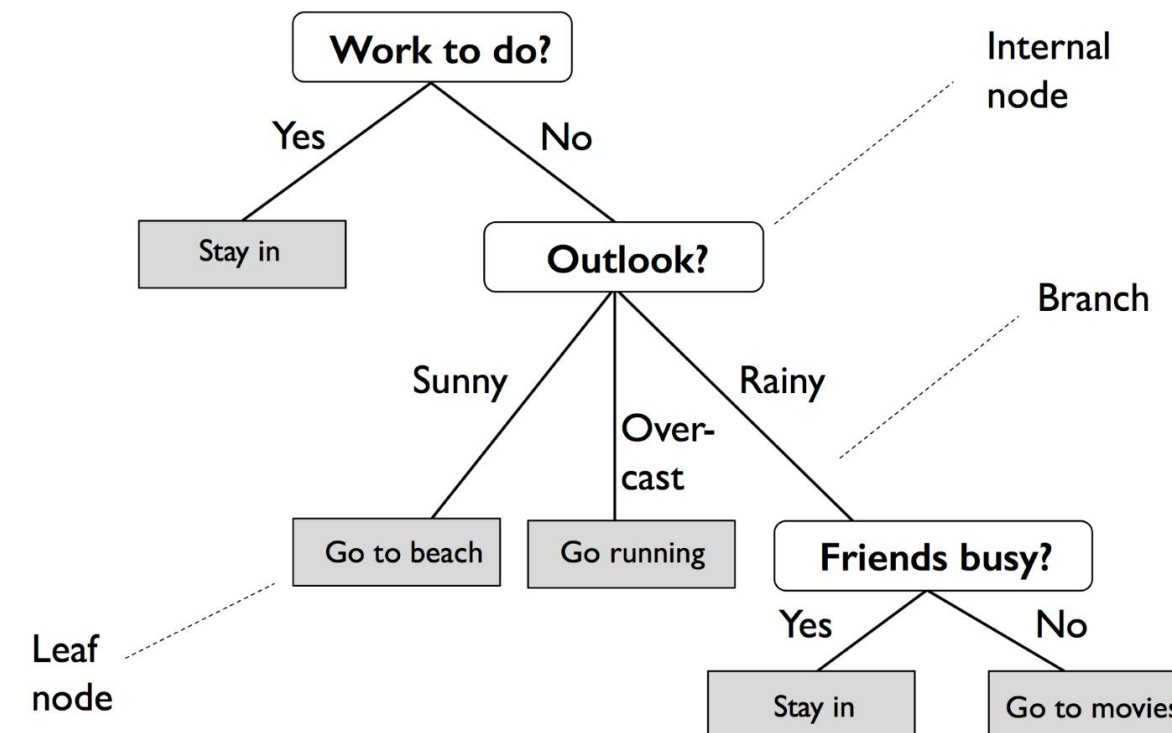 Work to do?
Internal
node
Yes
No
Stay in
Outlook?
Branch
Sunny
Rainy
Over-
cast
Go to beach
Go running
Friends busy?
Yes
No
Leaf
node
Stay in
Go to movies